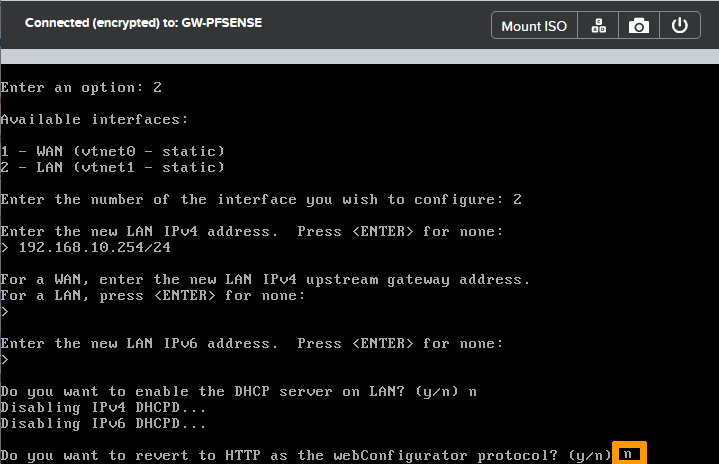 Connected (encrypted) to: GW-PFSENSE
Mount ISO
Enter an option: 2
Available interfaces:
1 - WAN (vtnet0 - static)
2 - LAN (vtnet1 - static)
Enter the number of the interface you wish to configure: 2
Enter the new LAN IPv4 address.  Press <ENTER> for none:
> 192.168.10.254/24
For a WAN, enter the new LAN IPv4 upstream gateway address.
For a LAN, press <ENTER> for none:
>
Enter the new LAN IPv6 address.  Press <ENTER> for none:
>
Do you want to enable the DHCP server on LAN? (y/n) n
Disabling IPv4 DHCPD...
Disabling IPv6 DHCPD...
Do you want to revert to HTTP as the webConfigurator protocol? (y/n) n